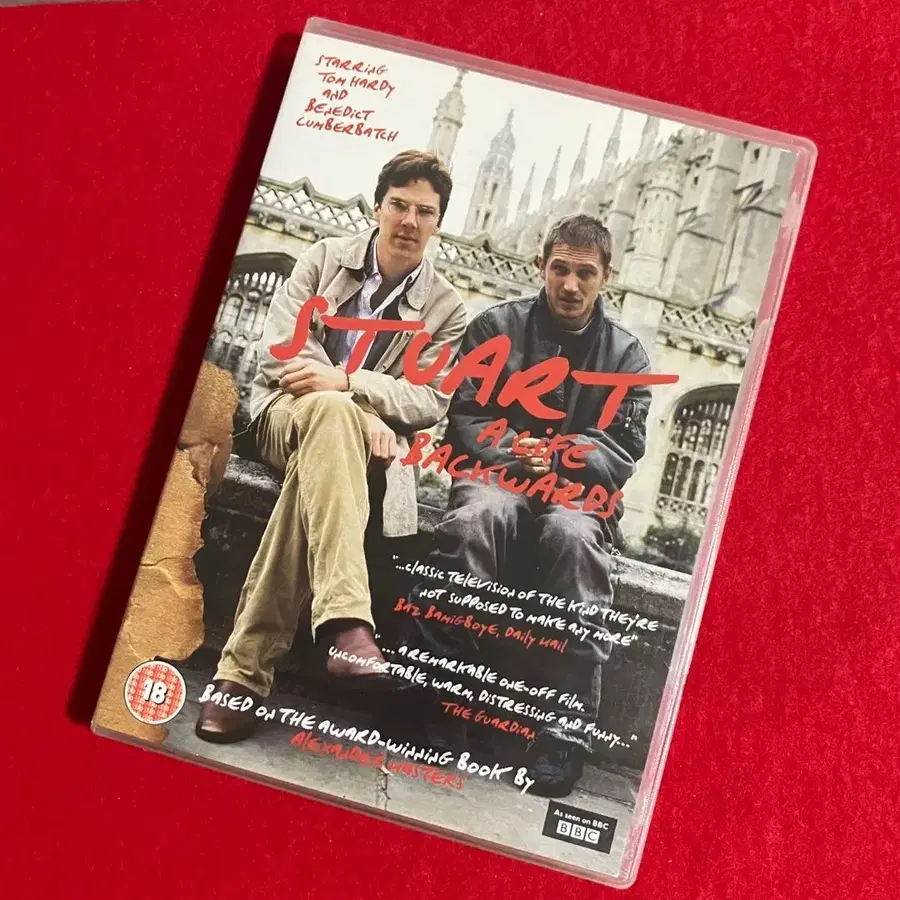 STARRING
TOM HARDY
AND
BENEDICT
CUMBERBATCH
STUART
A LIFE
BACKWARDS
"...CLASSIC TELEVISION OF THE KIND THEY'RE
NOT SUPPOSED TO MAKE ANY MORE"
BAZ BAMIGBOYE, DAILY MAIL
"... A REMARKABLE ONE-OFF FILM.
UNCOMFORTABLE, WARM, DISTRESSING AND FUNNY..."
THE GUARDIAN
18
BASED ON THE AWARD-WINNING BOOK BY
ALEXANDER MASTERS
As seen on BBC
BBC